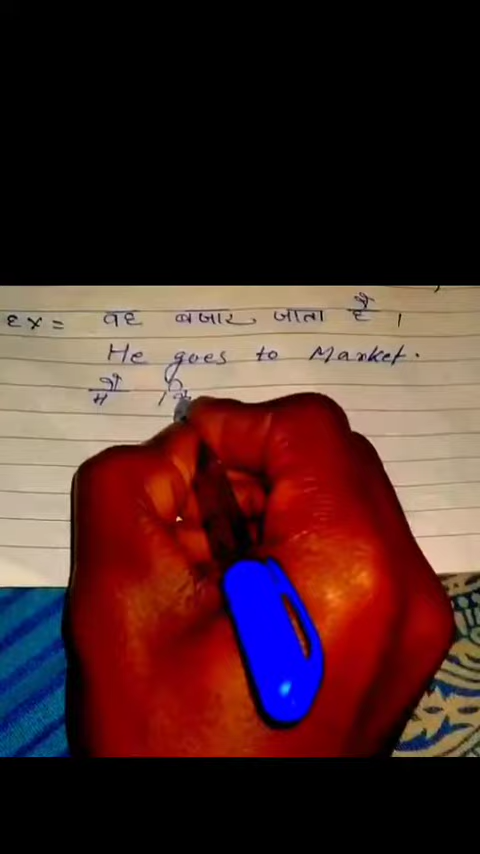 Ex = वह बजार जाता है ।
He goes to Market.
मैं